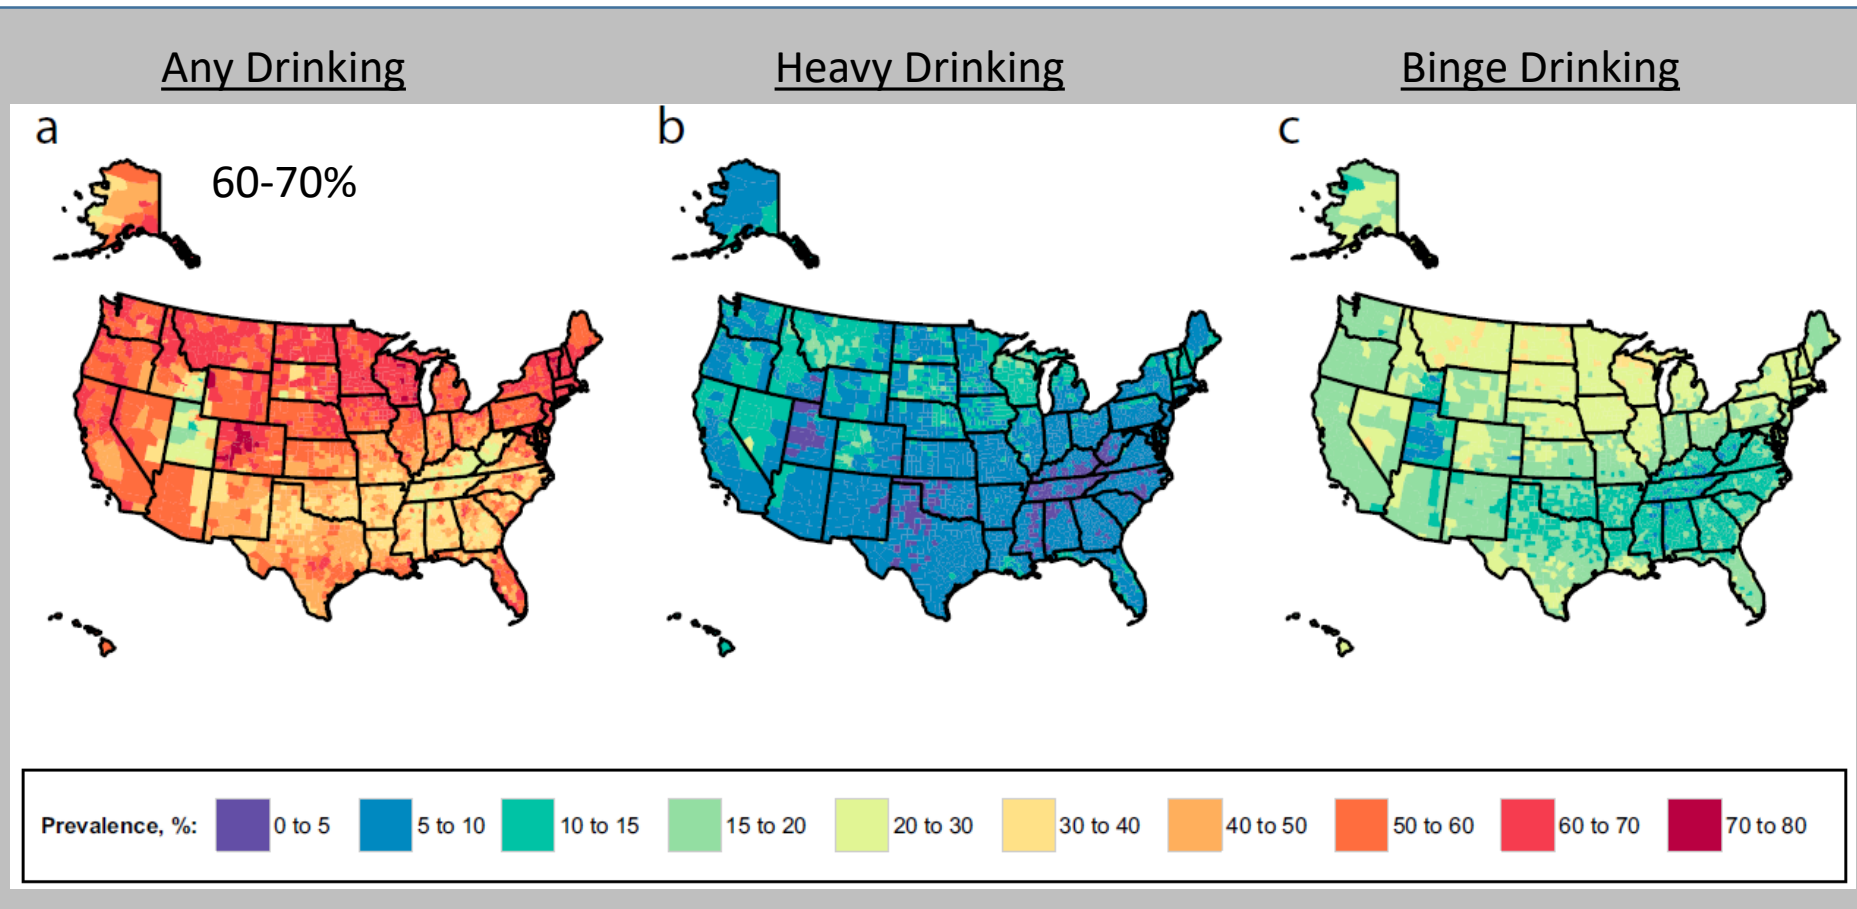 Any Drinking
Heavy Drinking
Binge Drinking
a
b
c
60-70%
Prevalence, %:
0 to 5
5 to 10
10 to 15
15 to 20
20 to 30
30 to 40
40 to 50
50 to 60
60 to 70
70 to 80